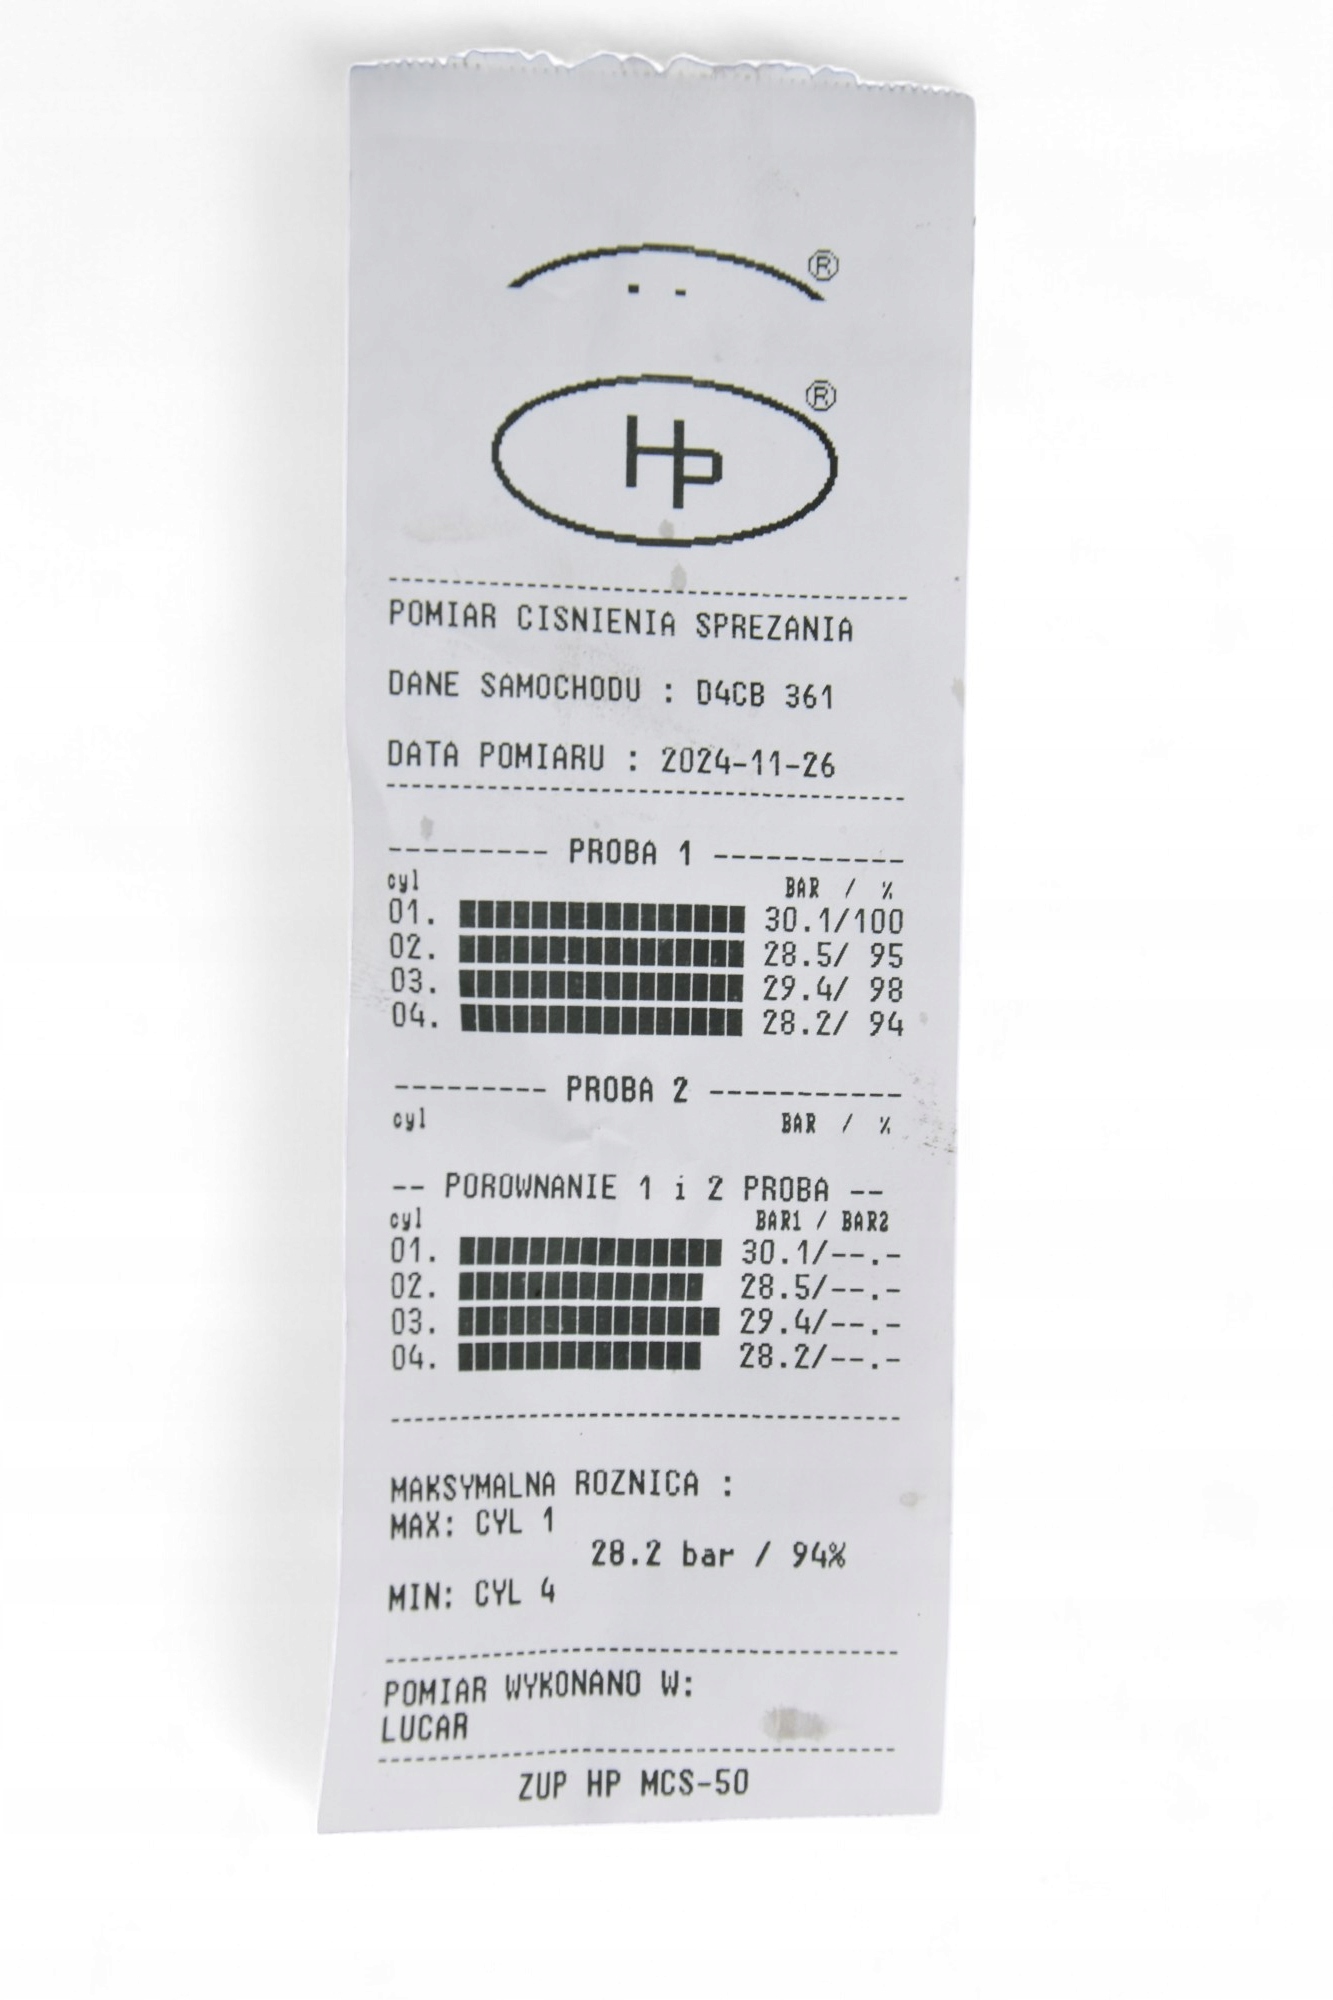 ®
®
HP
POMIAR CISNIENIA SPREZANIA
DANE SAMOCHODU : D4CB 361
DATA POMIARU : 2024-11-26
--------- PROBA 1 -----------
cyl BAR / %
01. 30.1/100
02. 28.5/ 95
03. 29.4/ 98
04. 28.2/ 94
--------- PROBA 2 -----------
cyl BAR / %
-- POROWNANIE 1 i 2 PROBA --
cyl BAR1 / BAR2
01. 30.1/--.-
02. 28.5/--.-
03. 29.4/--.-
04. 28.2/--.-
MAKSYMALNA ROZNICA :
MAX: CYL 1
28.2 bar / 94%
MIN: CYL 4
POMIAR WYKONANO W:
LUCAR
ZUP HP MCS-50